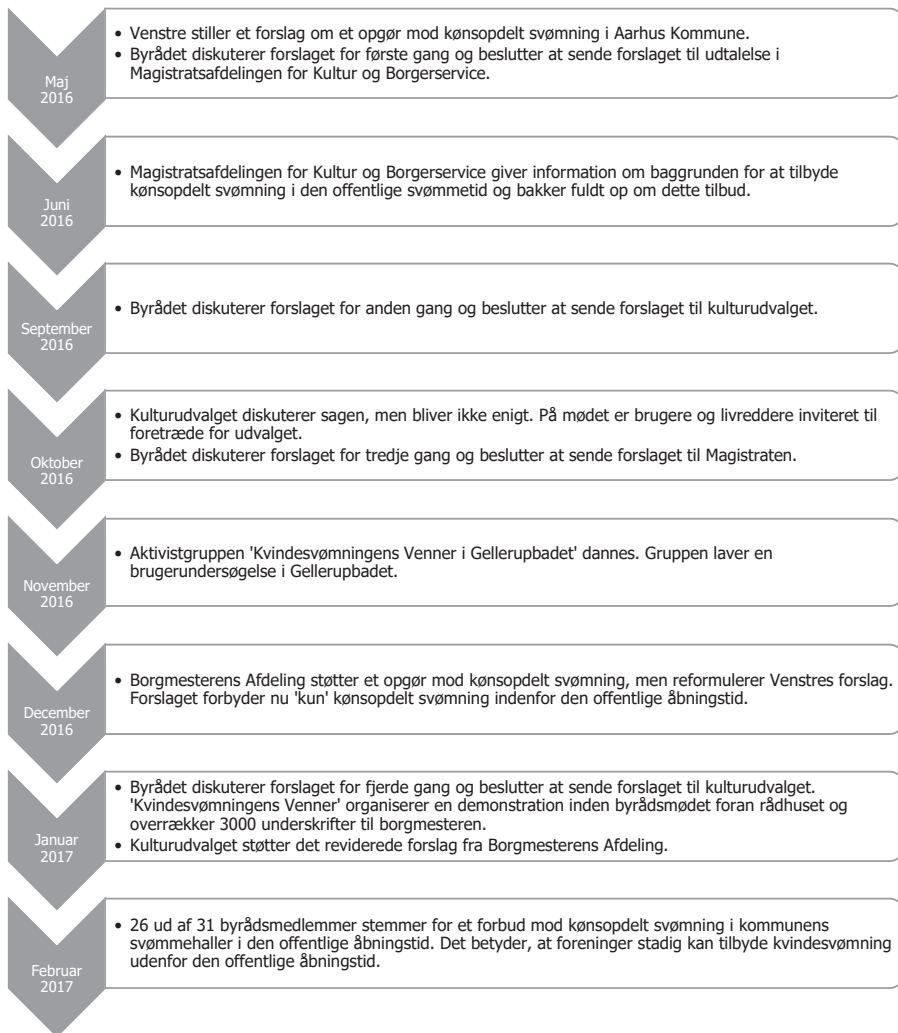 Maj
2016
• Venstre stiller et forslag om et opgør mod kønsopdelt svømning i Aarhus Kommune.
• Byrådet diskuterer forslaget for første gang og beslutter at sende forslaget til udtalelse i
Magistratsafdelingen for Kultur og Borgerservice.
Juni
2016
• Magistratsafdelingen for Kultur og Borgerservice giver information om baggrunden for at tilbyde
kønsopdelt svømning i den offentlige svømmetid og bakker fuldt op om dette tilbud.
September
2016
• Byrådet diskuterer forslaget for anden gang og beslutter at sende forslaget til kulturudvalget.
Oktober
2016
• Kulturudvalget diskuterer sagen, men bliver ikke enigt. På mødet er brugere og livreddere inviteret til
foretræde for udvalget.
• Byrådet diskuterer forslaget for tredje gang og beslutter at sende forslaget til Magistraten.
November
2016
• Aktivistgruppen 'Kvindesvømningens Venner i Gellerupbadet' dannes. Gruppen laver en
brugerundersøgelse i Gellerupbadet.
December
2016
• Borgmesterens Afdeling støtter et opgør mod kønsopdelt svømning, men reformulerer Venstres forslag.
Forslaget forbyder nu 'kun' kønsopdelt svømning indenfor den offentlige åbningstid.
Januar
2017
• Byrådet diskuterer forslaget for fjerde gang og beslutter at sende forslaget til kulturudvalget.
'Kvindesvømningens Venner' organiserer en demonstration inden byrådsmødet foran rådhuset og
overrækker 3000 underskrifter til borgmesteren.
• Kulturudvalget støtter det reviderede forslag fra Borgmesterens Afdeling.
Februar
2017
• 26 ud af 31 byrådsmedlemmer stemmer for et forbud mod kønsopdelt svømning i kommunens
svømmehaller i den offentlige åbningstid. Det betyder, at foreninger stadig kan tilbyde kvindesvømning
udenfor den offentlige åbningstid.